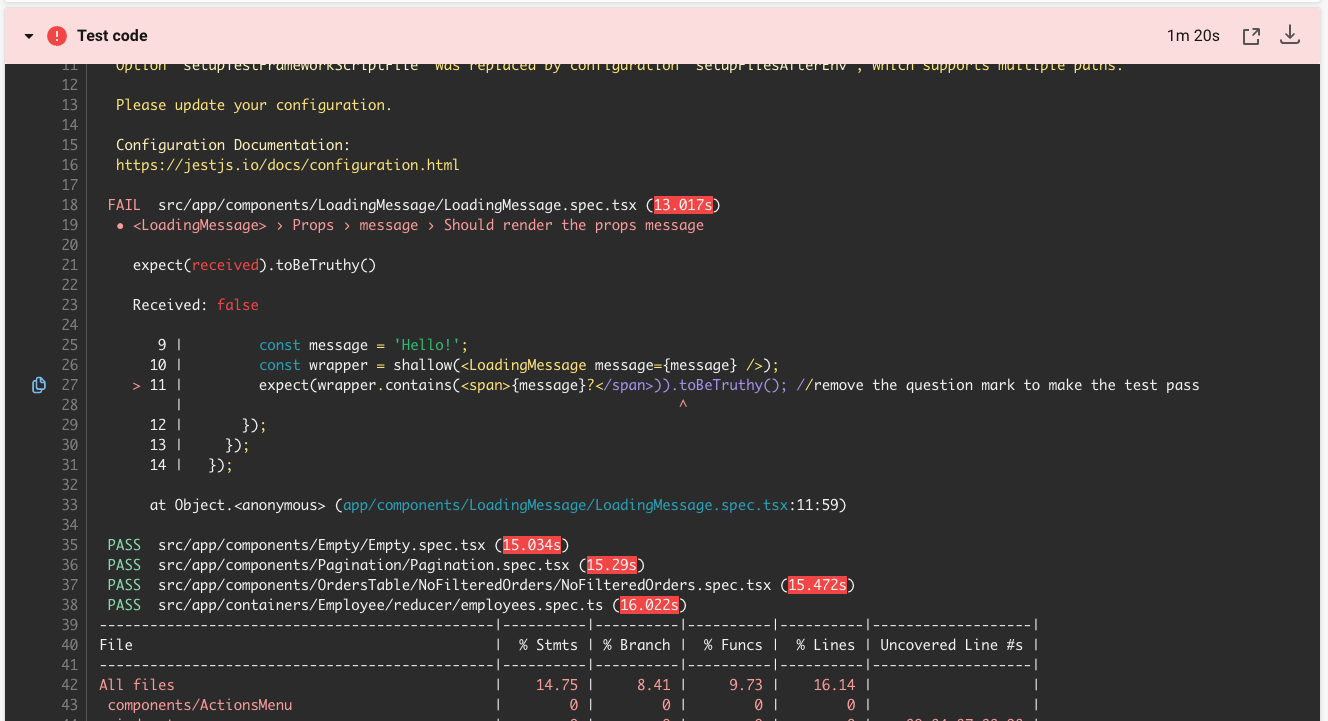 Test code
1m 20s
11 Option "setupTestFrameworkScriptFile" was replaced by configuration "setupFilesAfterEnv", which supports multiple paths.
12
13 Please update your configuration.
14
15 Configuration Documentation:
16 https://jestjs.io/docs/configuration.html
17
18 FAIL src/app/components/LoadingMessage/LoadingMessage.spec.tsx (13.017s)
19 ● <LoadingMessage> › Props › message › Should render the props message
20
21 expect(received).toBeTruthy()
22
23 Received: false
24
25 9 | const message = 'Hello!';
26 10 | const wrapper = shallow(<LoadingMessage message={message} />);
27 > 11 | expect(wrapper.contains(<span>{message}?</span>)).toBeTruthy(); //remove the question mark to make the test pass
28 | ^
29 12 | });
30 13 | });
31 14 | });
32
33 at Object.<anonymous> (app/components/LoadingMessage/LoadingMessage.spec.tsx:11:59)
34
35 PASS src/app/components/Empty/Empty.spec.tsx (15.034s)
36 PASS src/app/components/Pagination/Pagination.spec.tsx (15.29s)
37 PASS src/app/components/OrdersTable/NoFilteredOrders/NoFilteredOrders.spec.tsx (15.472s)
38 PASS src/app/containers/Employee/reducer/employees.spec.ts (16.022s)
39 -----------------------------------------------|----------|----------|----------|----------|-------------------|
40 File | % Stmts | % Branch | % Funcs | % Lines | Uncovered Line #s |
41 -----------------------------------------------|----------|----------|----------|----------|-------------------|
42 All files | 14.75 | 8.41 | 9.73 | 16.14 | |
43 components/ActionsMenu | 0 | 0 | 0 | 0 | |